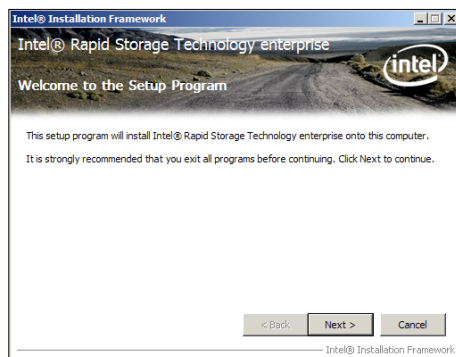 Intel® Installation Framework
Intel® Rapid Storage Technology enterprise
intel
Welcome to the Setup Program
This setup program will install Intel® Rapid Storage Technology enterprise onto this computer.
It is strongly recommended that you exit all programs before continuing. Click Next to continue.
< Back Next > Cancel
Intel® Installation Framework